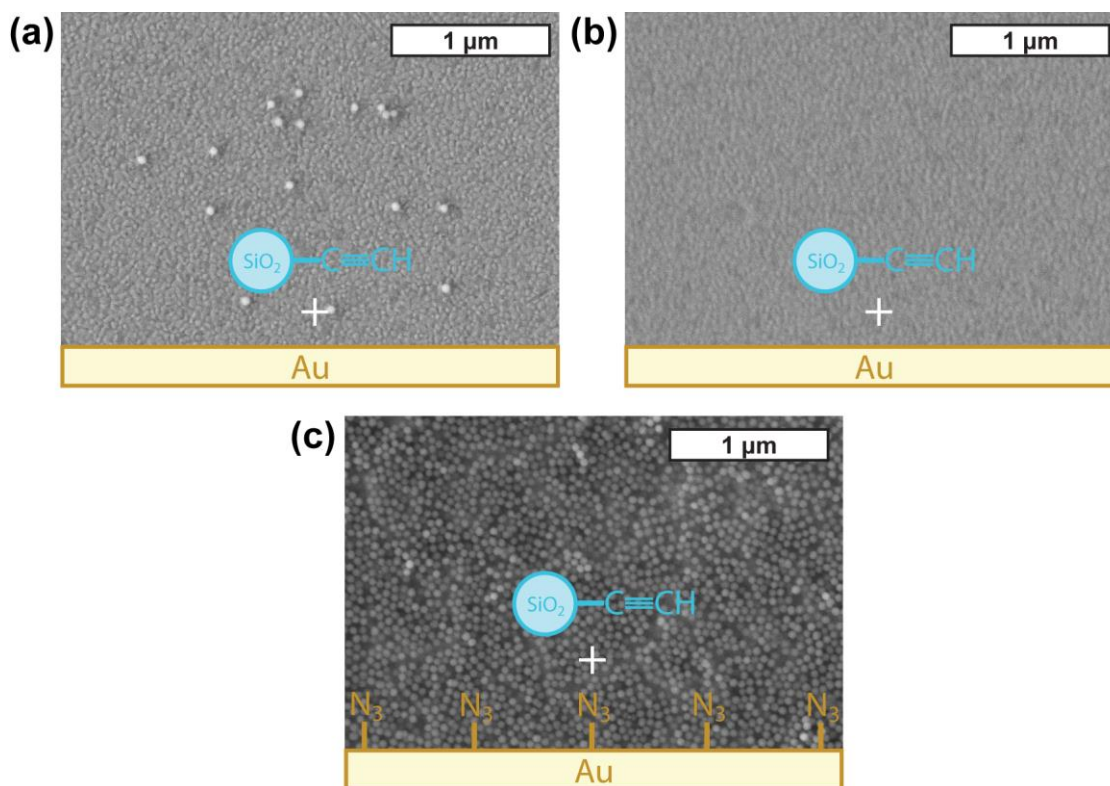 (a)
1 µm
SiO₂ C≡CH
+
Au
(b)
1 µm
SiO₂ C≡CH
+
Au
(c)
1 µm
SiO₂ C≡CH
+
N₃ N₃ N₃ N₃ N₃
Au